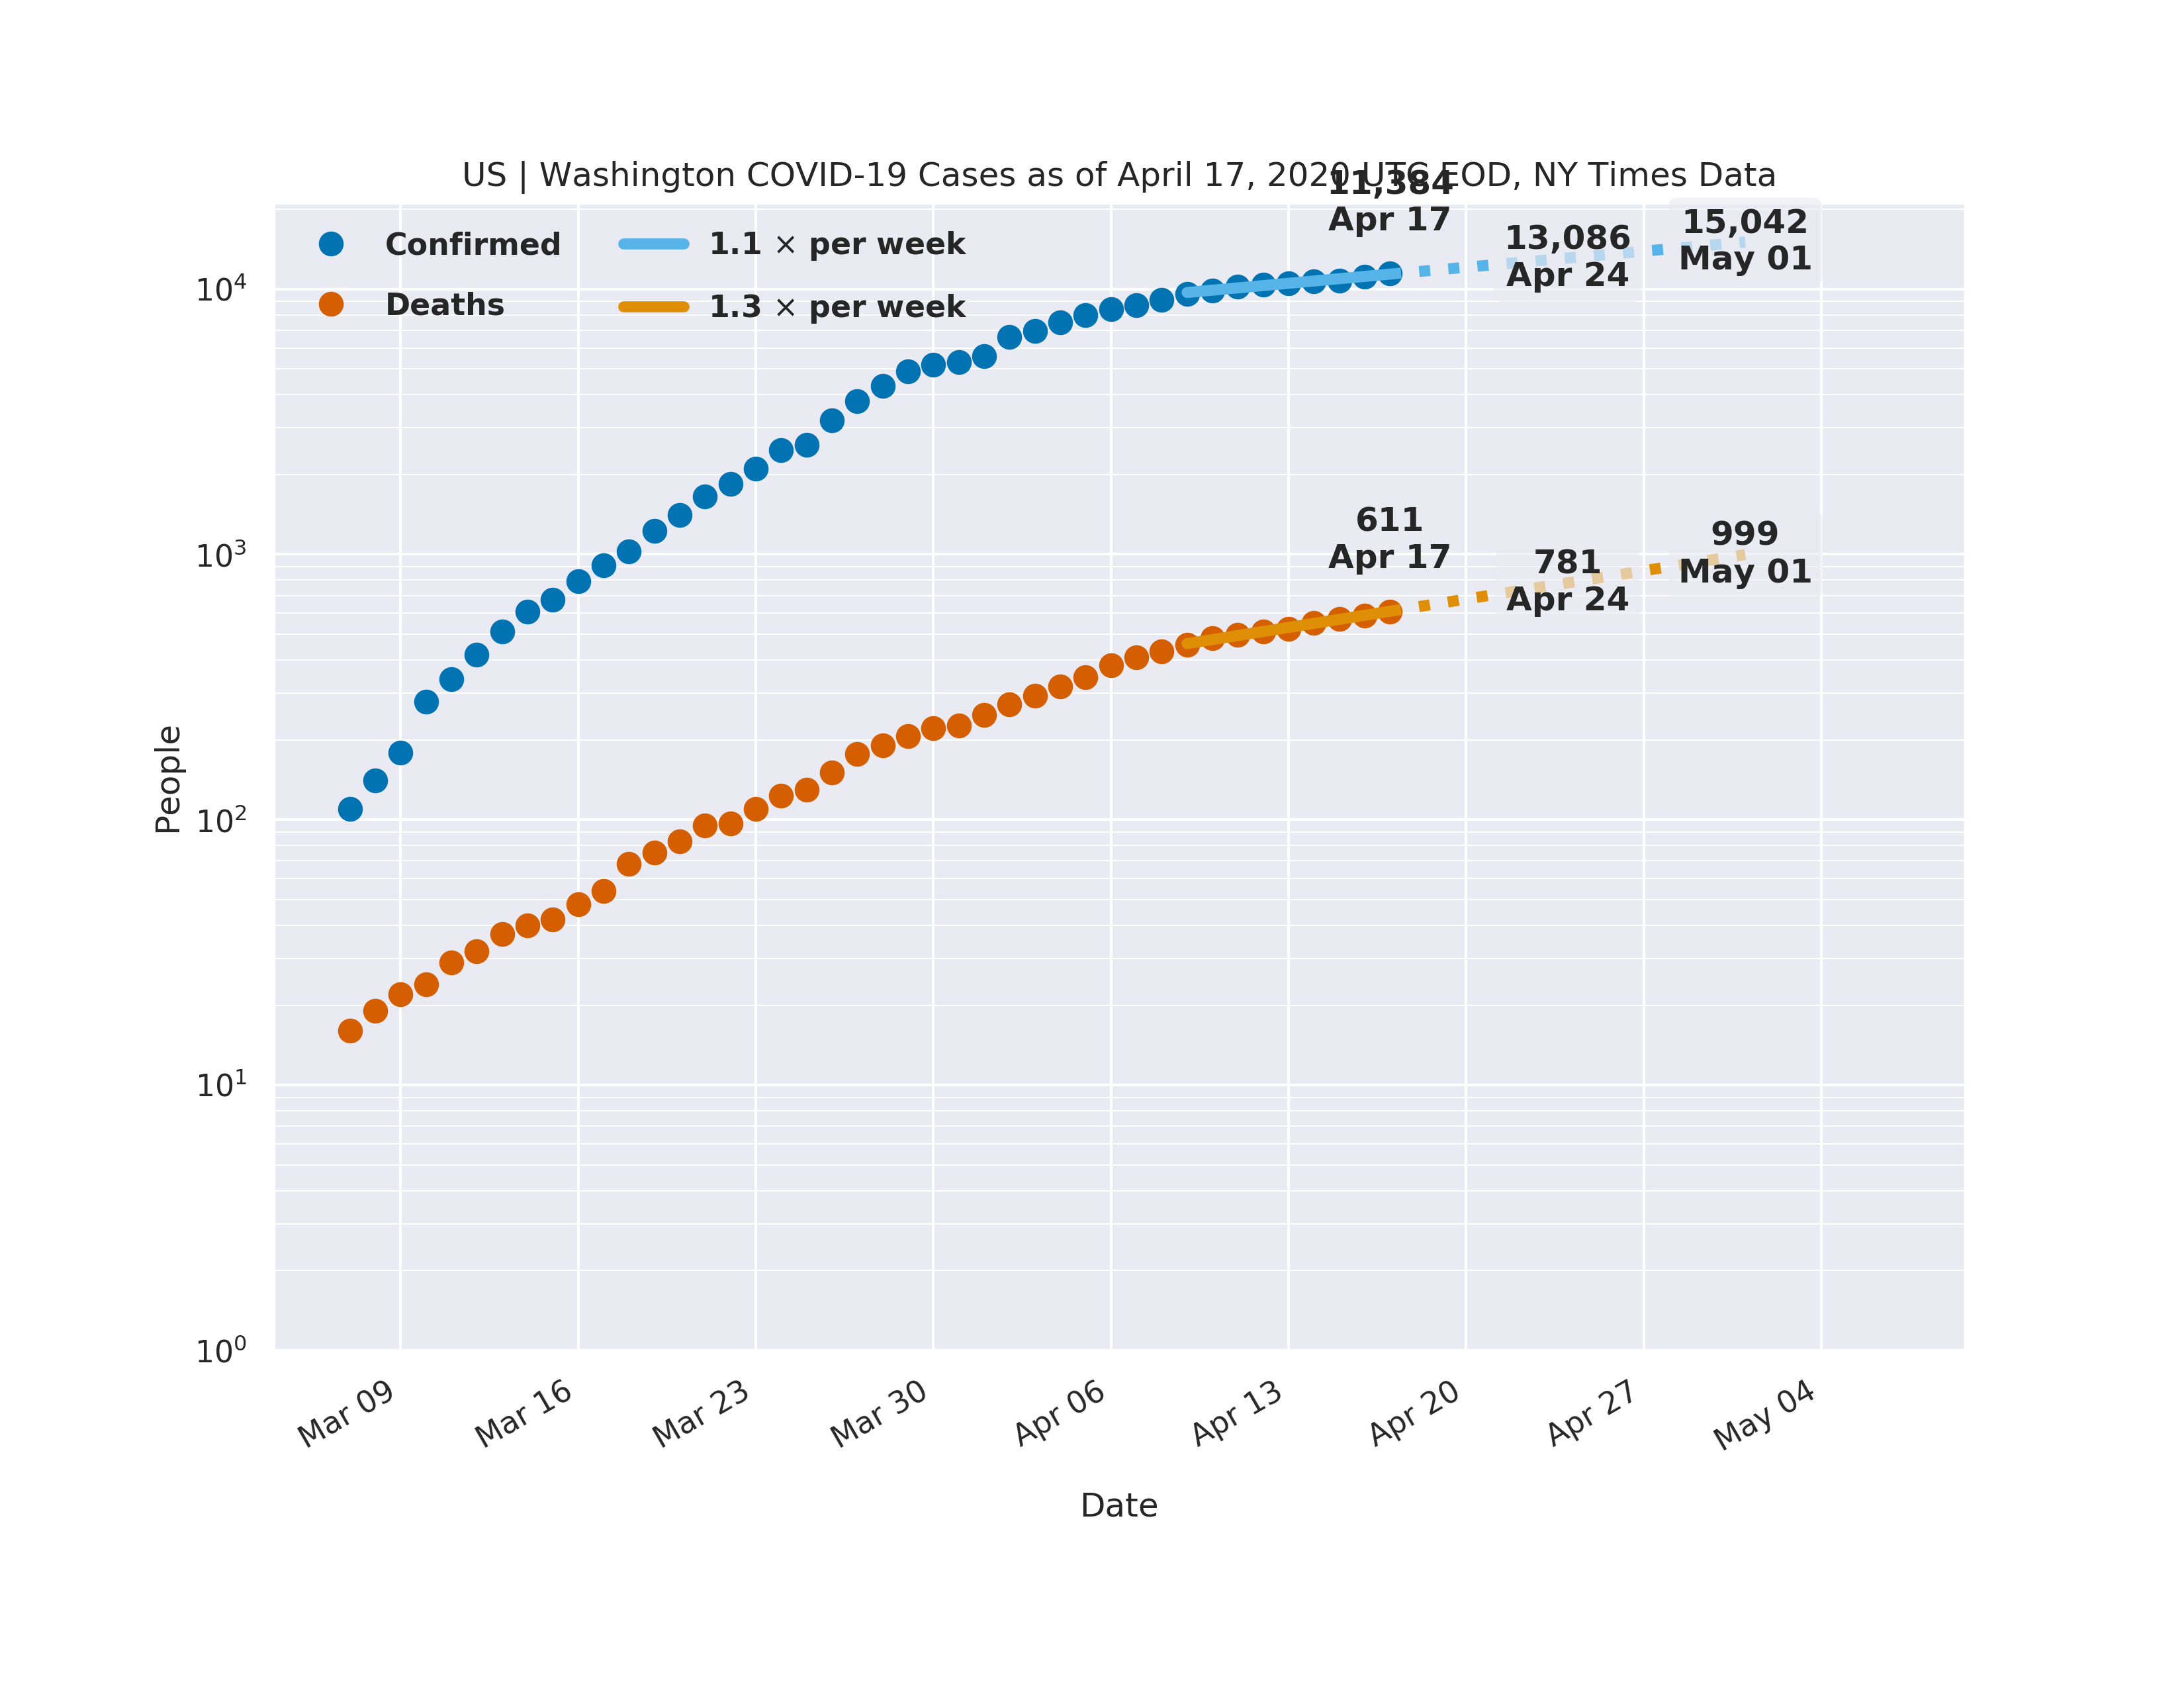 US | Washington COVID-19 Cases as of April 17, 2020 UTC EOD, NY Times Data
11,384
Apr 17
13,086
Apr 24
15,042
May 01
Confirmed
Deaths
1.1 × per week
1.3 × per week
611
Apr 17
781
Apr 24
999
May 01
People
10⁴
10³
10²
10¹
10⁰
Mar 09
Mar 16
Mar 23
Mar 30
Apr 06
Apr 13
Apr 20
Apr 27
May 04
Date